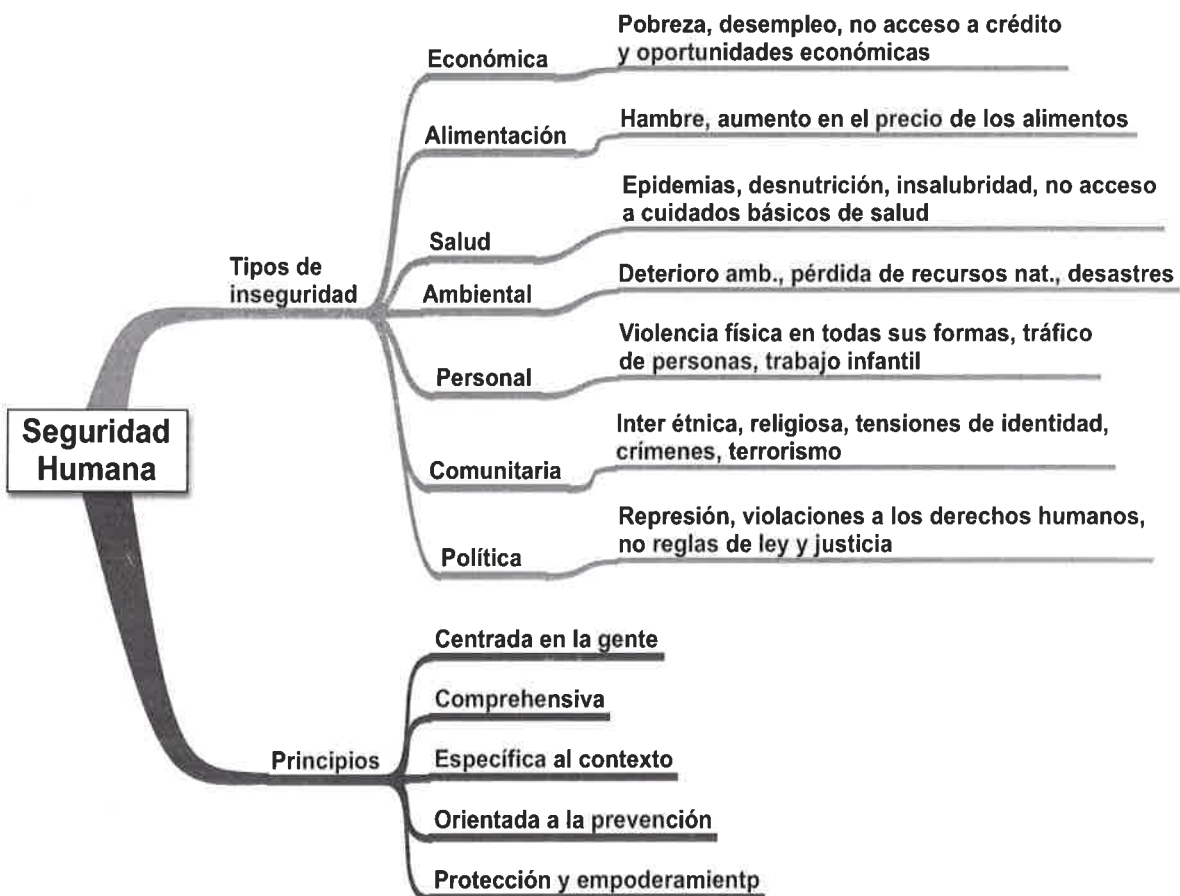 Pobreza, desempleo, no acceso a crédito
y oportunidades económicas
Económica
Hambre, aumento en el precio de los alimentos
Alimentación
Epidemias, desnutrición, insalubridad, no acceso
a cuidados básicos de salud
Salud
Tipos de
inseguridad
Deterioro amb., pérdida de recursos nat., desastres
Ambiental
Violencia física en todas sus formas, tráfico
de personas, trabajo infantil
Personal
Seguridad
Humana
Inter étnica, religiosa, tensiones de identidad,
crímenes, terrorismo
Comunitaria
Represión, violaciones a los derechos humanos,
no reglas de ley y justicia
Política
Centrada en la gente
Comprehensiva
Principios
Específica al contexto
Orientada a la prevención
Protección y empoderamientp